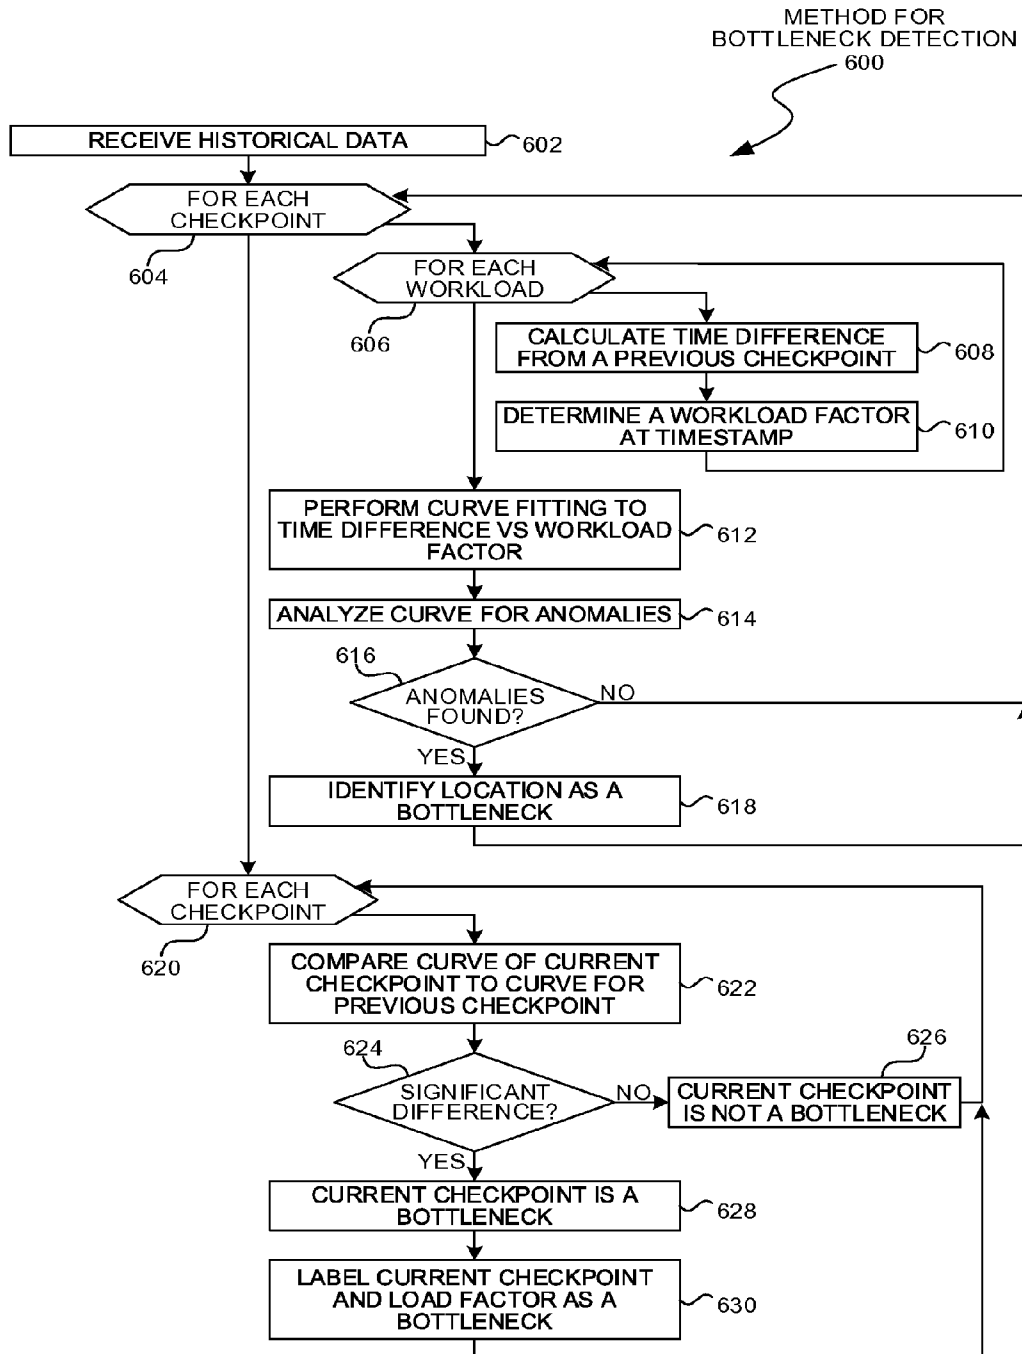 METHOD FOR
BOTTLENECK DETECTION
600
RECEIVE HISTORICAL DATA
602
FOR EACH
CHECKPOINT
604
FOR EACH
WORKLOAD
606
CALCULATE TIME DIFFERENCE
FROM A PREVIOUS CHECKPOINT
608
DETERMINE A WORKLOAD FACTOR
AT TIMESTAMP
610
PERFORM CURVE FITTING TO
TIME DIFFERENCE VS WORKLOAD
FACTOR
612
ANALYZE CURVE FOR ANOMALIES
614
616
ANOMALIES
FOUND?
NO
YES
IDENTIFY LOCATION AS A
BOTTLENECK
618
FOR EACH
CHECKPOINT
620
COMPARE CURVE OF CURRENT
CHECKPOINT TO CURVE FOR
PREVIOUS CHECKPOINT
622
624
SIGNIFICANT
DIFFERENCE?
NO
626
CURRENT CHECKPOINT
IS NOT A BOTTLENECK
YES
CURRENT CHECKPOINT IS A
BOTTLENECK
628
LABEL CURRENT CHECKPOINT
AND LOAD FACTOR AS A
BOTTLENECK
630